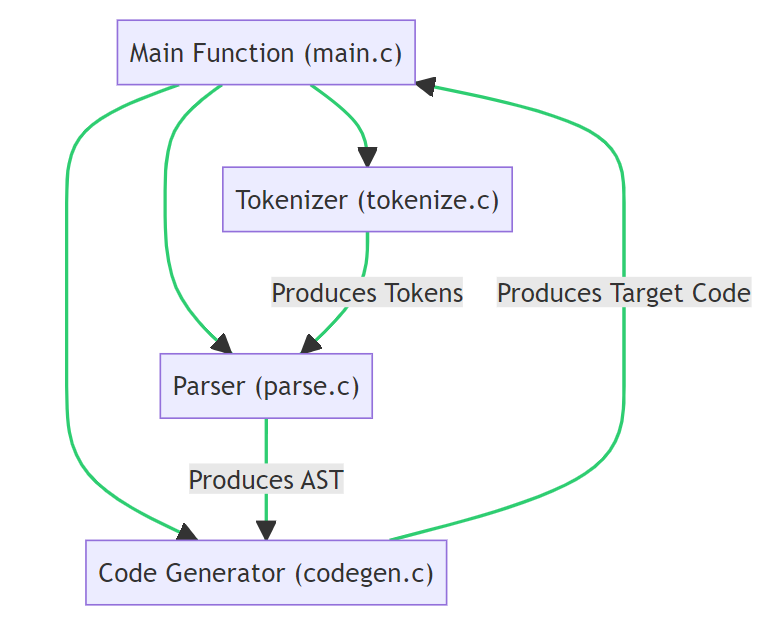 Main Function (main.c)
Tokenizer (tokenize.c)
Produces Tokens
Produces Target Code
Parser (parse.c)
Produces AST
Code Generator (codegen.c)